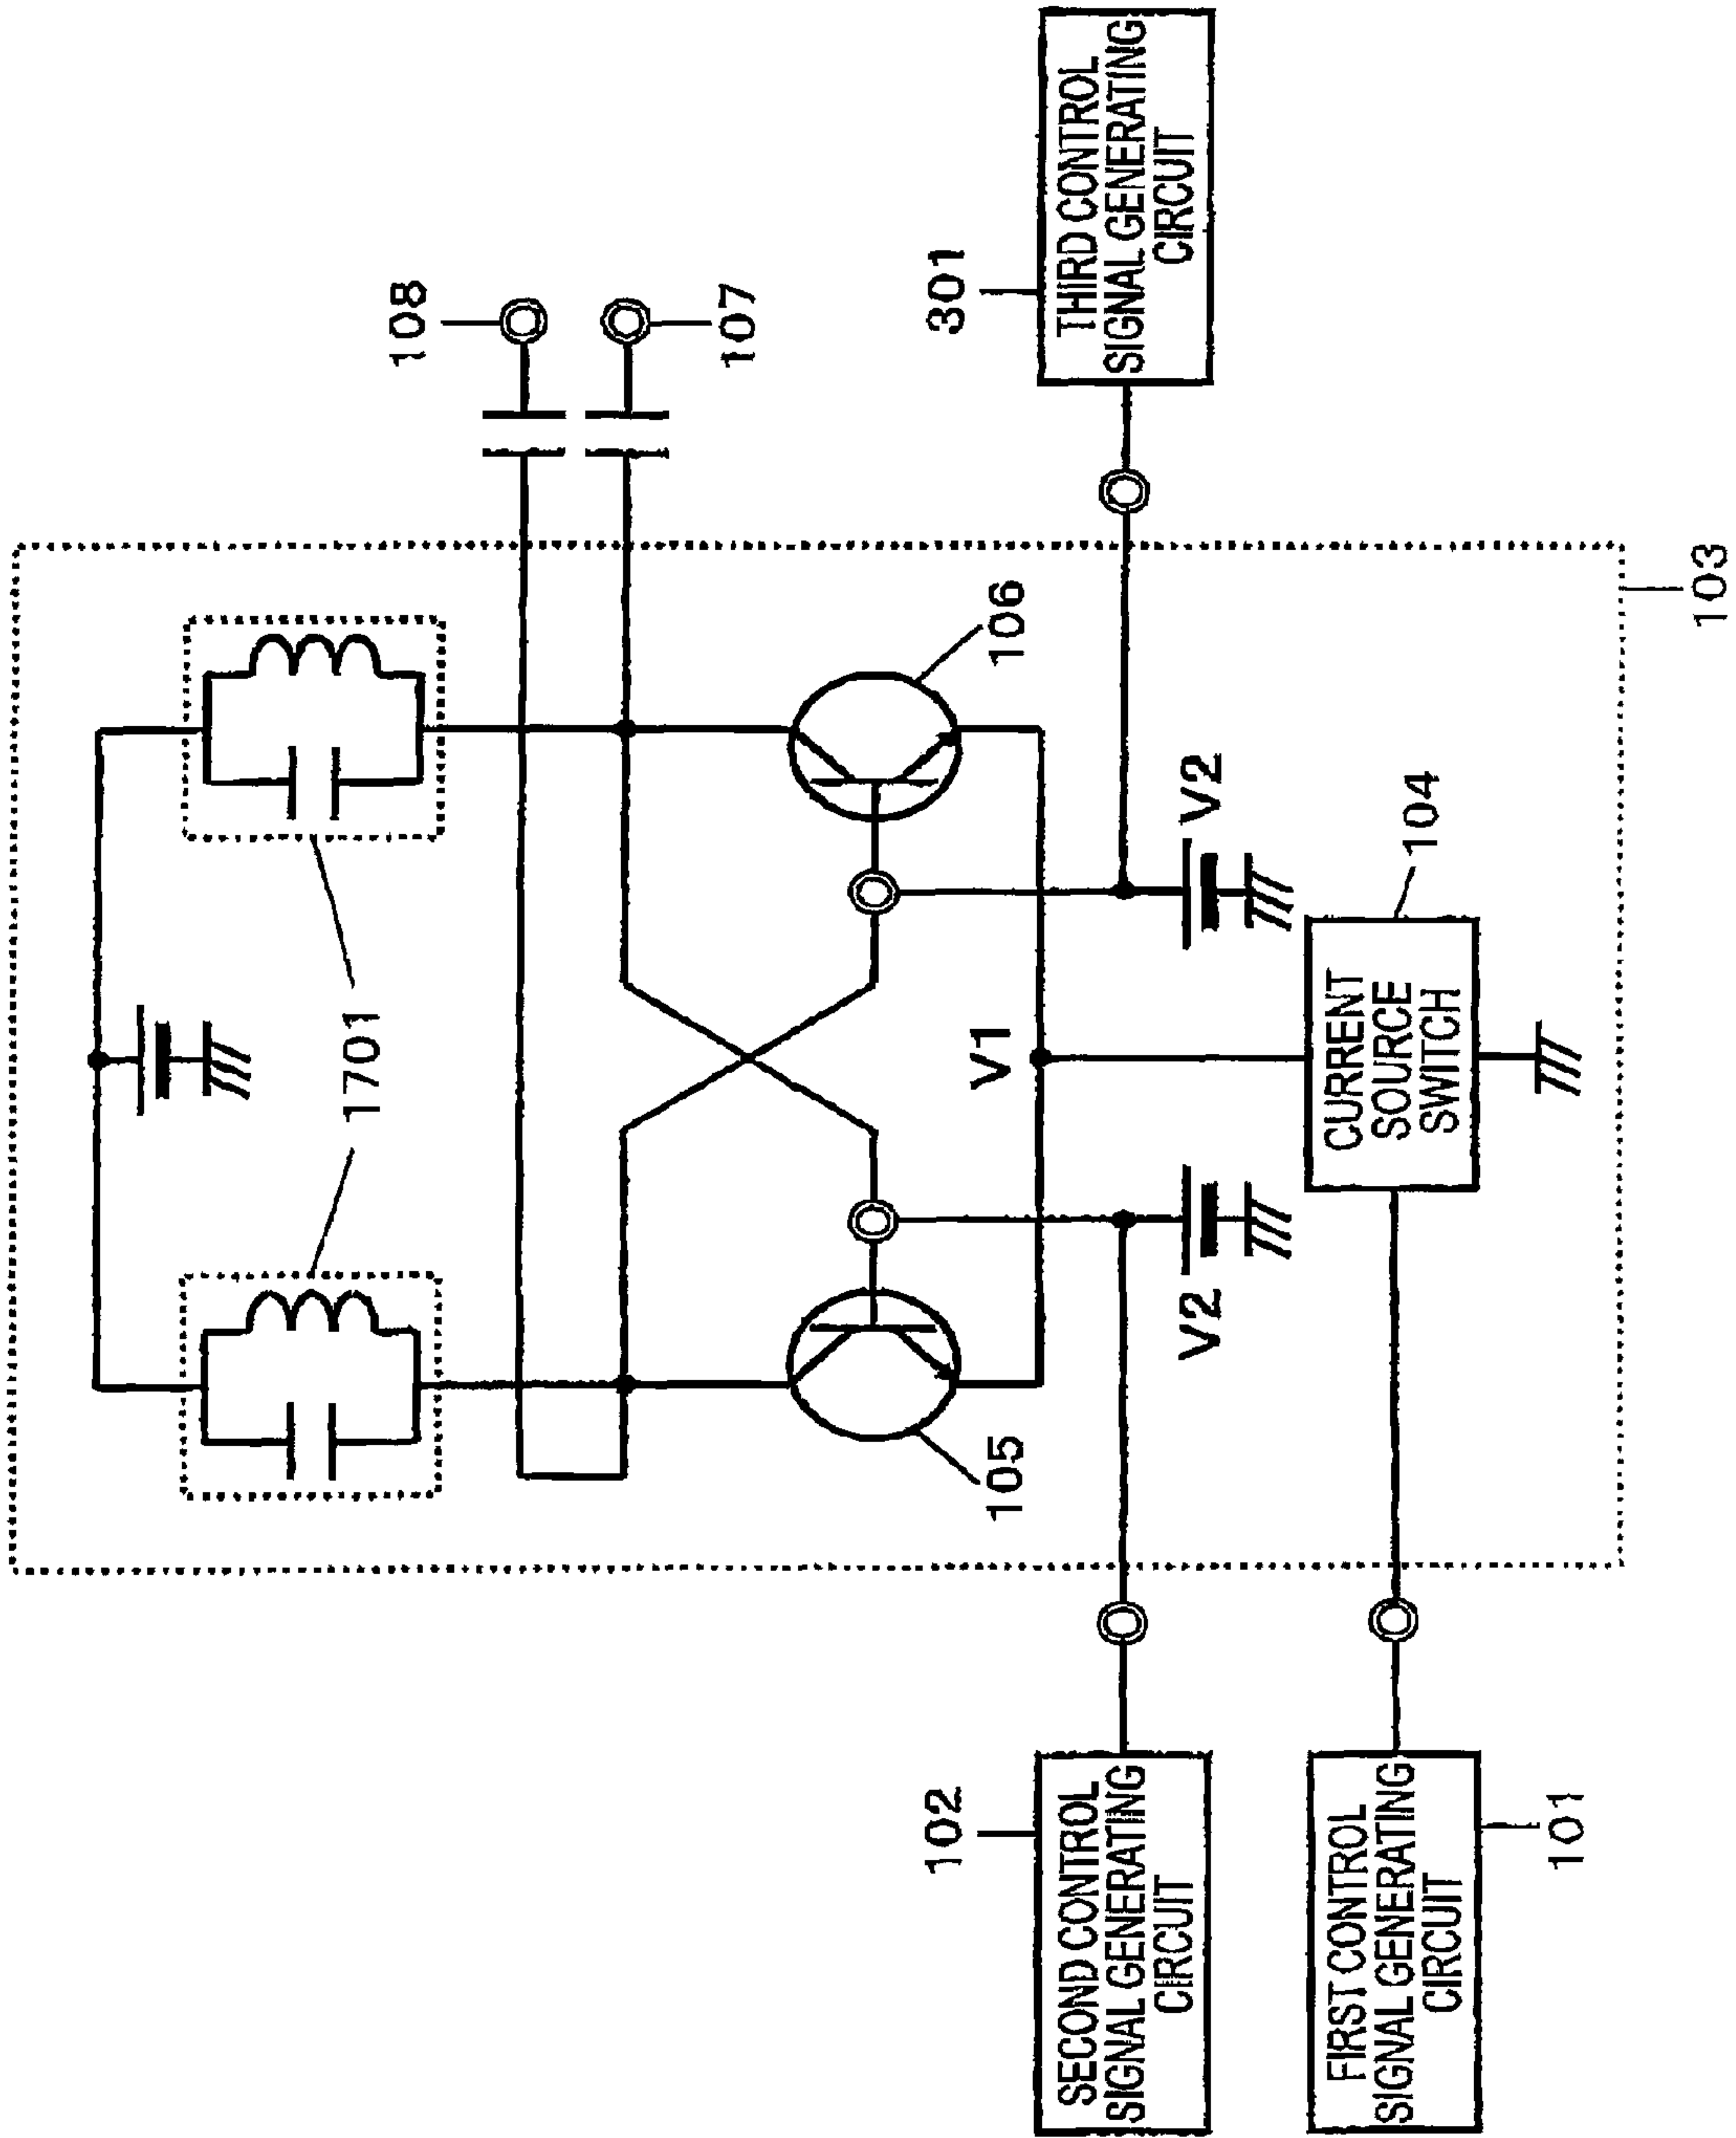 1701
108
107
106
105
V1
V2
V2
301
THIRD CONTROL
SIGNAL GENERATING
CIRCUIT
102
SECOND CONTROL
SIGNAL GENERATING
CIRCUIT
CURRENT
SOURCE
SWITCH
104
FIRST CONTROL
SIGNAL GENERATING
CIRCUIT
101
103